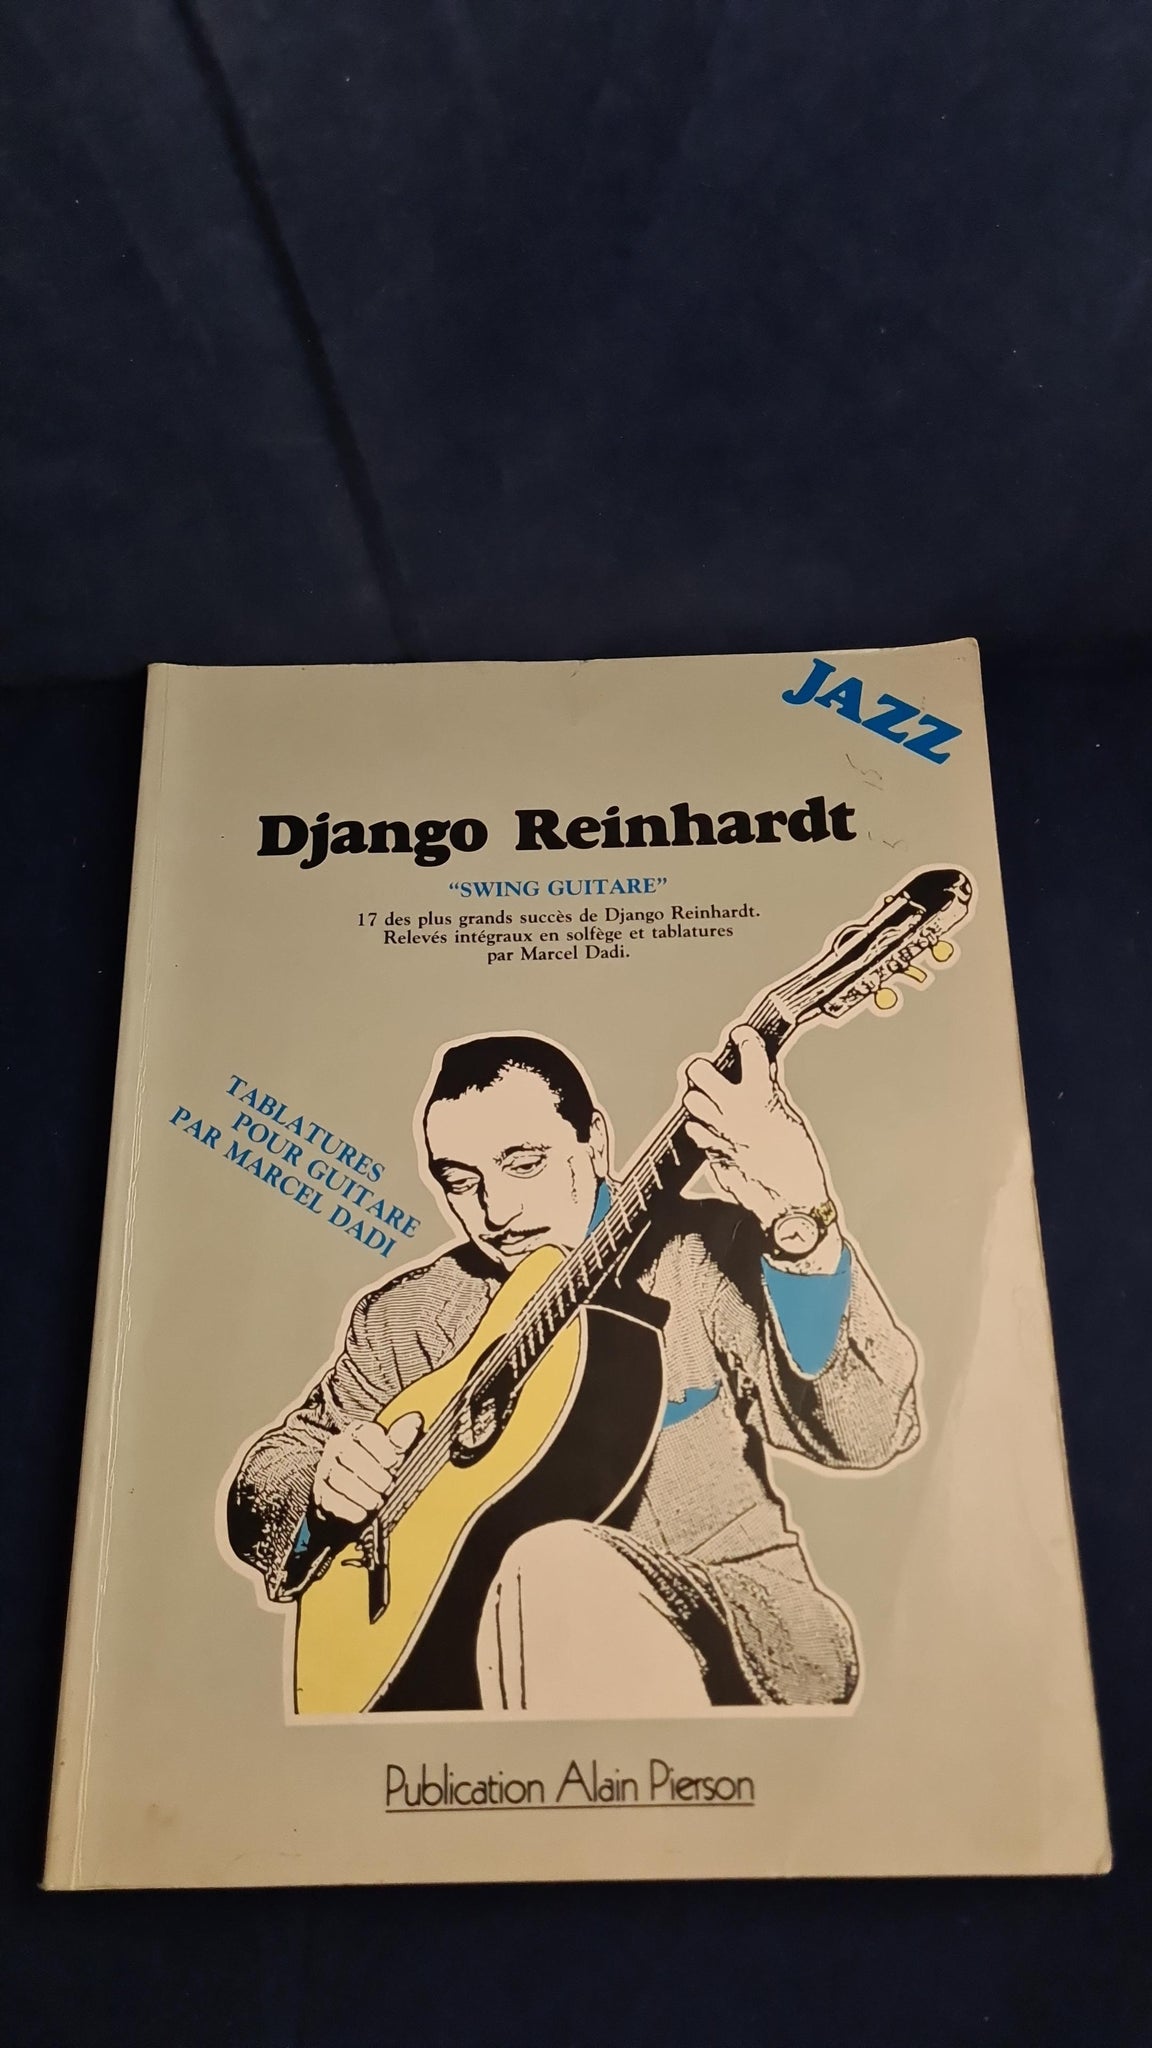 JAZZ
Django Reinhardt
“SWING GUITARE”
17 des plus grands succès de Django Reinhardt.
Relevés intégraux en solfège et tablatures
par Marcel Dadi.
TABLATURES
POUR GUITARE
PAR MARCEL DADI
Publication Alain Pierson